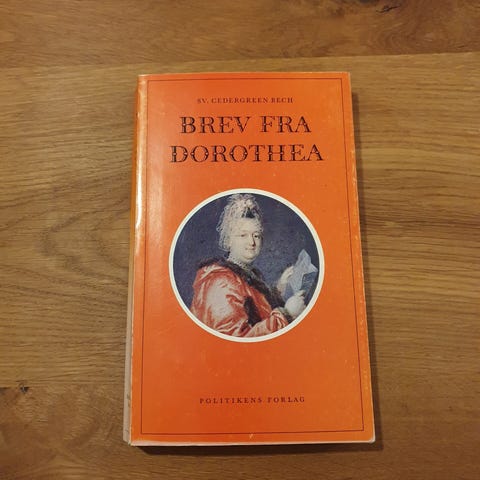 SV. CEDERGREEN BECH
BREV FRA
DOROTHEA
POLITIKENS FORLAG